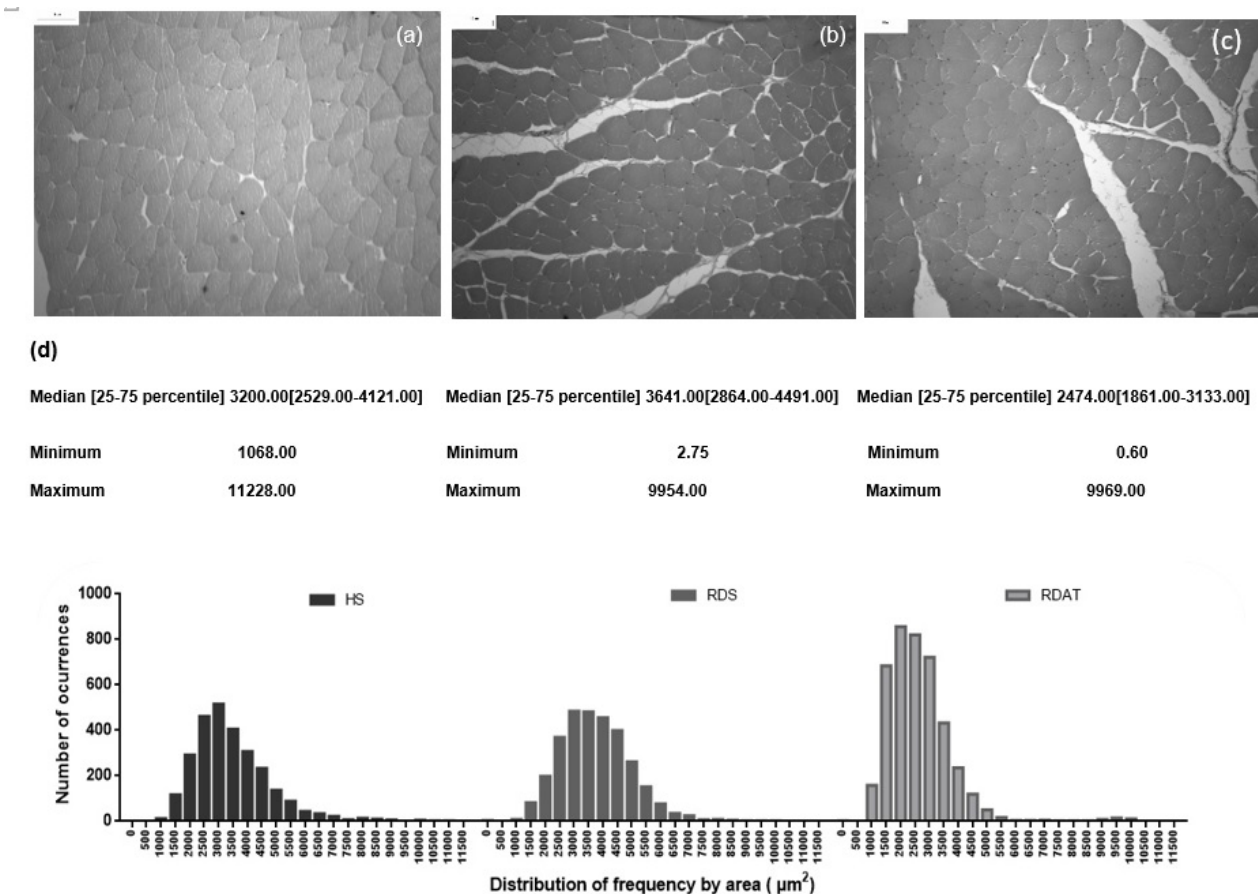 (a) (b) (c)
(d)
Median [25-75 percentile] 3200.00[2529.00-4121.00] Median [25-75 percentile] 3641.00[2864.00-4491.00] Median [25-75 percentile] 2474.00[1861.00-3133.00]
Minimum 1068.00 Minimum 2.75 Minimum 0.60
Maximum 11228.00 Maximum 9954.00 Maximum 9969.00
HS RDS RDAT
Number of ocurrences
1000
800
600
400
200
0
0 500 1000 1500 2000 2500 3000 3500 4000 4500 5000 5500 6000 6500 7000 7500 8000 8500 9000 9500 10000 10500 11000 11500 0 500 1000 1500 2000 2500 3000 3500 4000 4500 5000 5500 6000 6500 7000 7500 8000 8500 9000 9500 10000 10500 11000 11500 0 500 1000 1500 2000 2500 3000 3500 4000 4500 5000 5500 6000 6500 7000 7500 8000 8500 9000 9500 10000 10500 11000 11500
Distribution of frequency by area ( µm²)